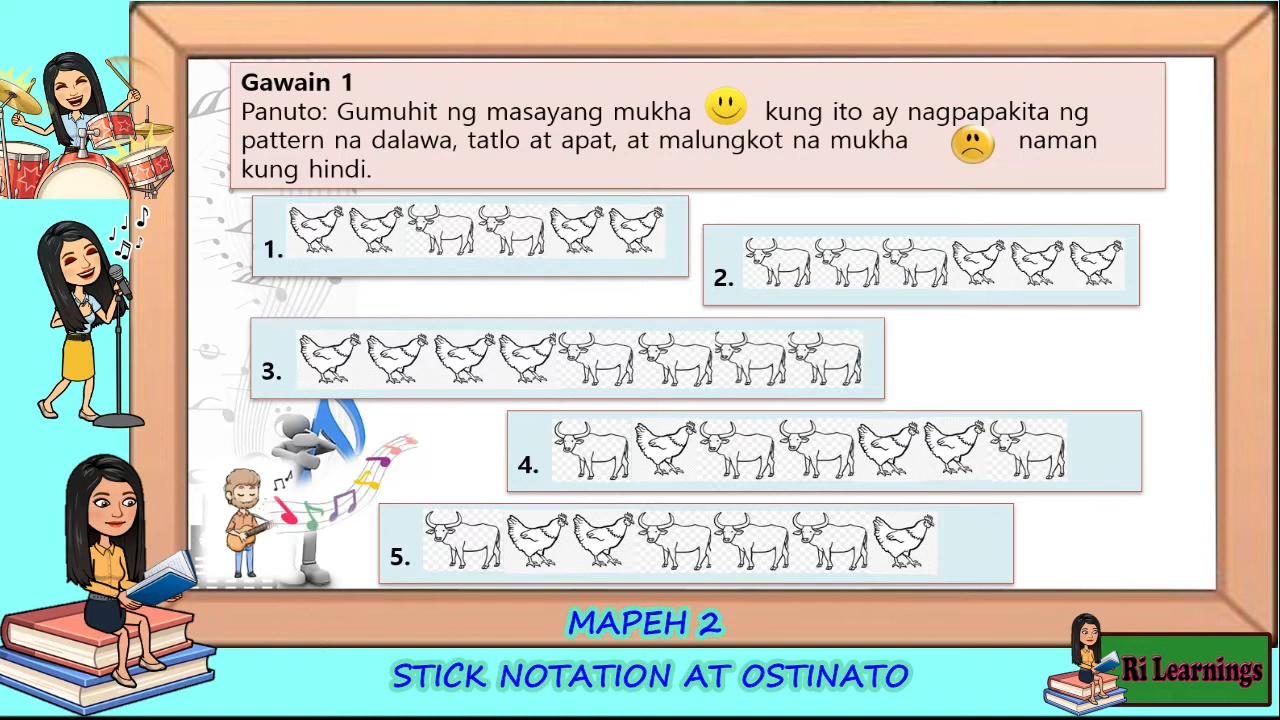 Gawain 1
Panuto: Gumuhit ng masayang mukha kung ito ay nagpapakita ng
pattern na dalawa, tatlo at apat, at malungkot na mukha naman
kung hindi.
1.
2.
3.
4.
5.
MAPEH 2
STICK NOTATION AT OSTINATO
Ri Learnings